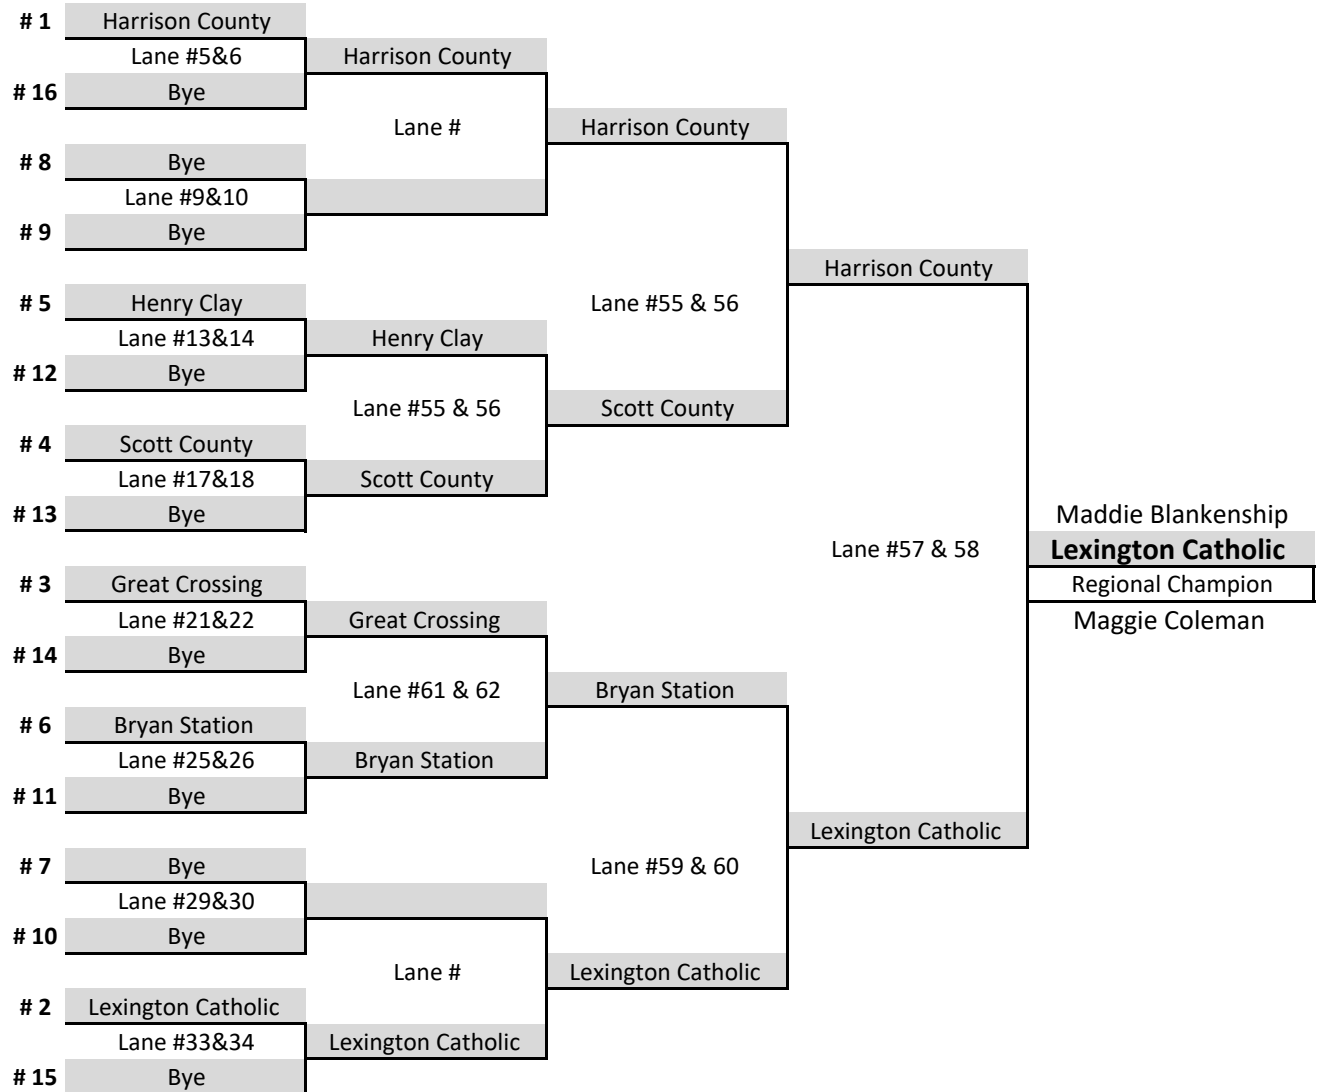 # 1 Harrison County
Lane #5&6 Harrison County
# 16 Bye
Lane # Harrison County
# 8 Bye
Lane #9&10
# 9 Bye
Harrison County
# 5 Henry Clay Lane #55 & 56
Lane #13&14 Henry Clay
# 12 Bye
Lane #55 & 56 Scott County
# 4 Scott County
Lane #17&18 Scott County
# 13 Bye Maddie Blankenship
Lane #57 & 58 Lexington Catholic
# 3 Great Crossing Regional Champion
Lane #21&22 Great Crossing Maggie Coleman
# 14 Bye
Lane #61 & 62 Bryan Station
# 6 Bryan Station
Lane #25&26 Bryan Station
# 11 Bye
Lexington Catholic
# 7 Bye Lane #59 & 60
Lane #29&30
# 10 Bye
Lane # Lexington Catholic
# 2 Lexington Catholic
Lane #33&34 Lexington Catholic
# 15 Bye